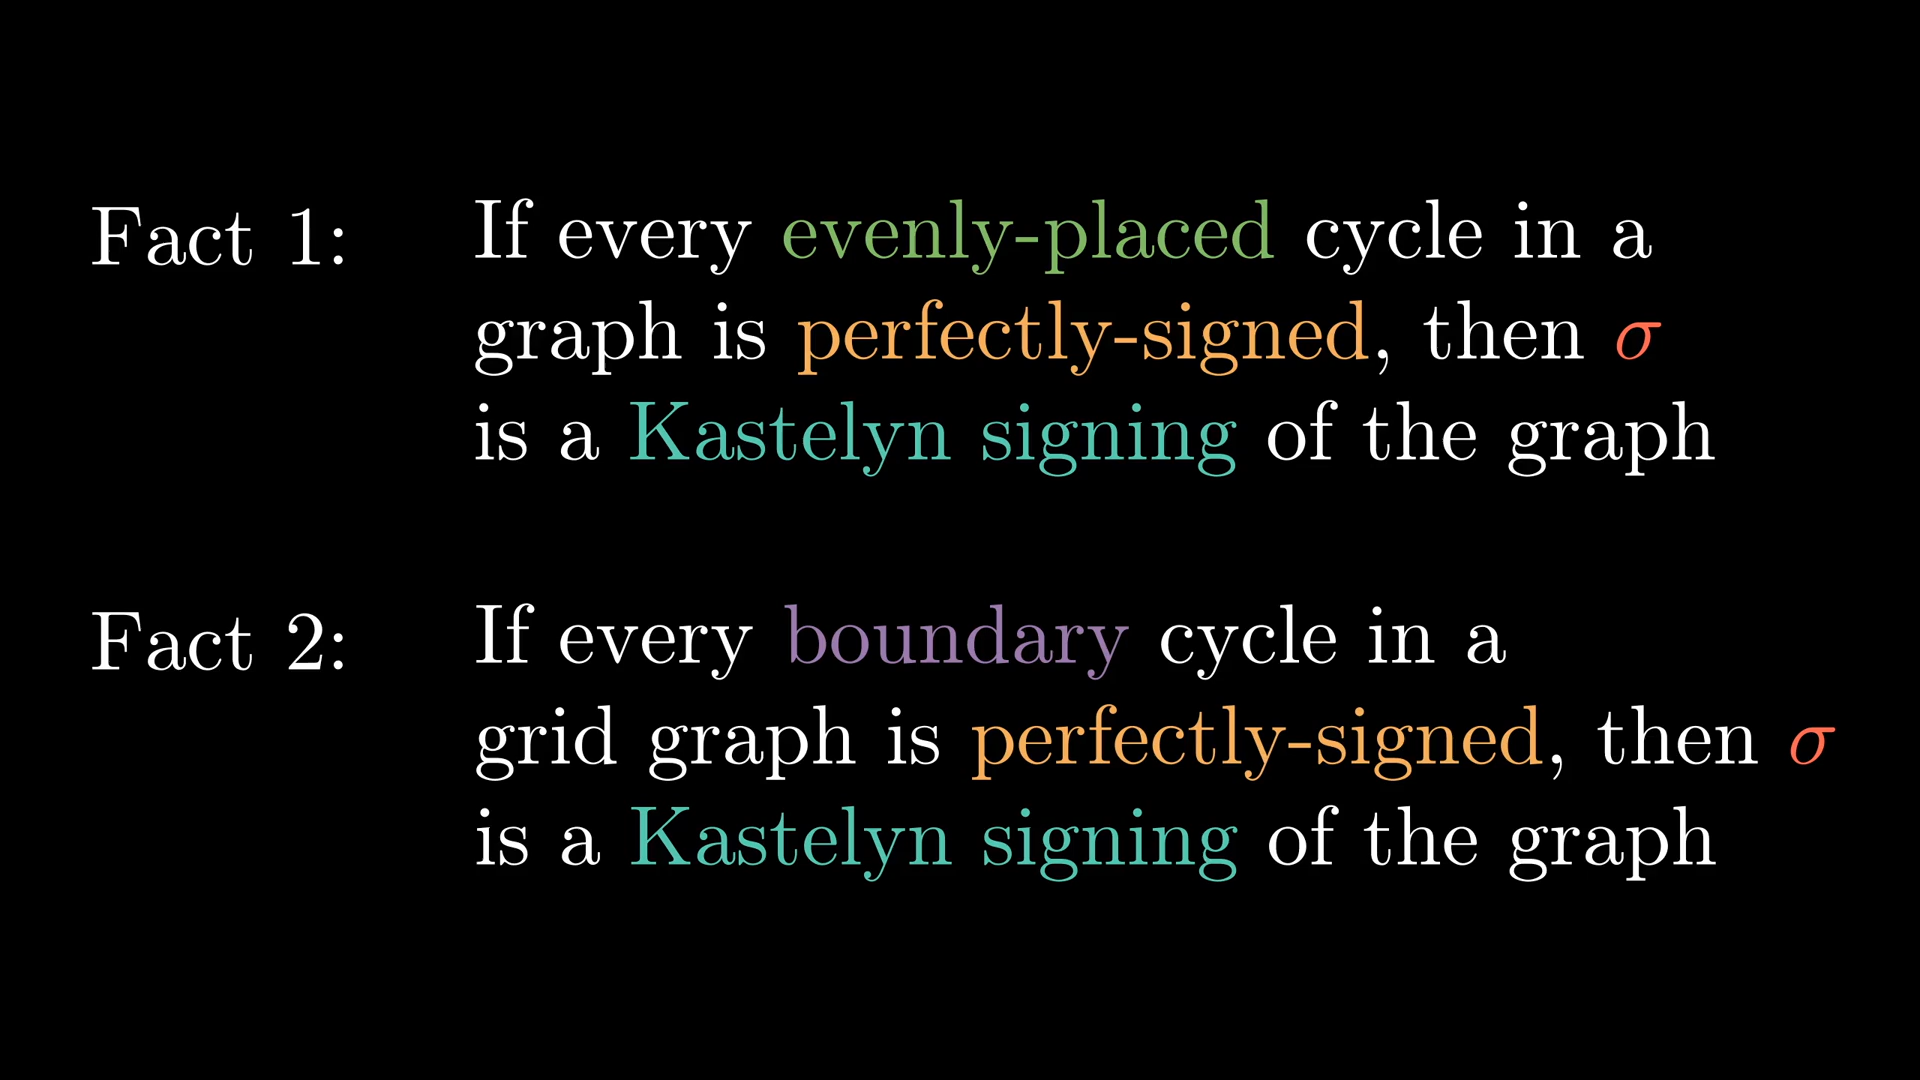 Fact 1: If every evenly-placed cycle in a
graph is perfectly-signed, then σ
is a Kastelyn signing of the graph
Fact 2: If every boundary cycle in a
grid graph is perfectly-signed, then σ
is a Kastelyn signing of the graph